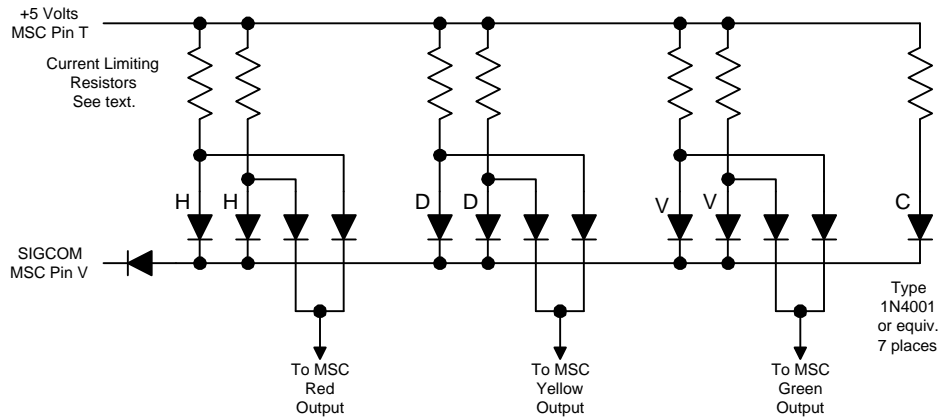 +5 Volts
MSC Pin T
Current Limiting
Resistors
See text.
H
H
D
D
V
V
C
SIGCOM
MSC Pin V
Type
1N4001
or equiv.
7 places
To MSC
Red
Output
To MSC
Yellow
Output
To MSC
Green
Output